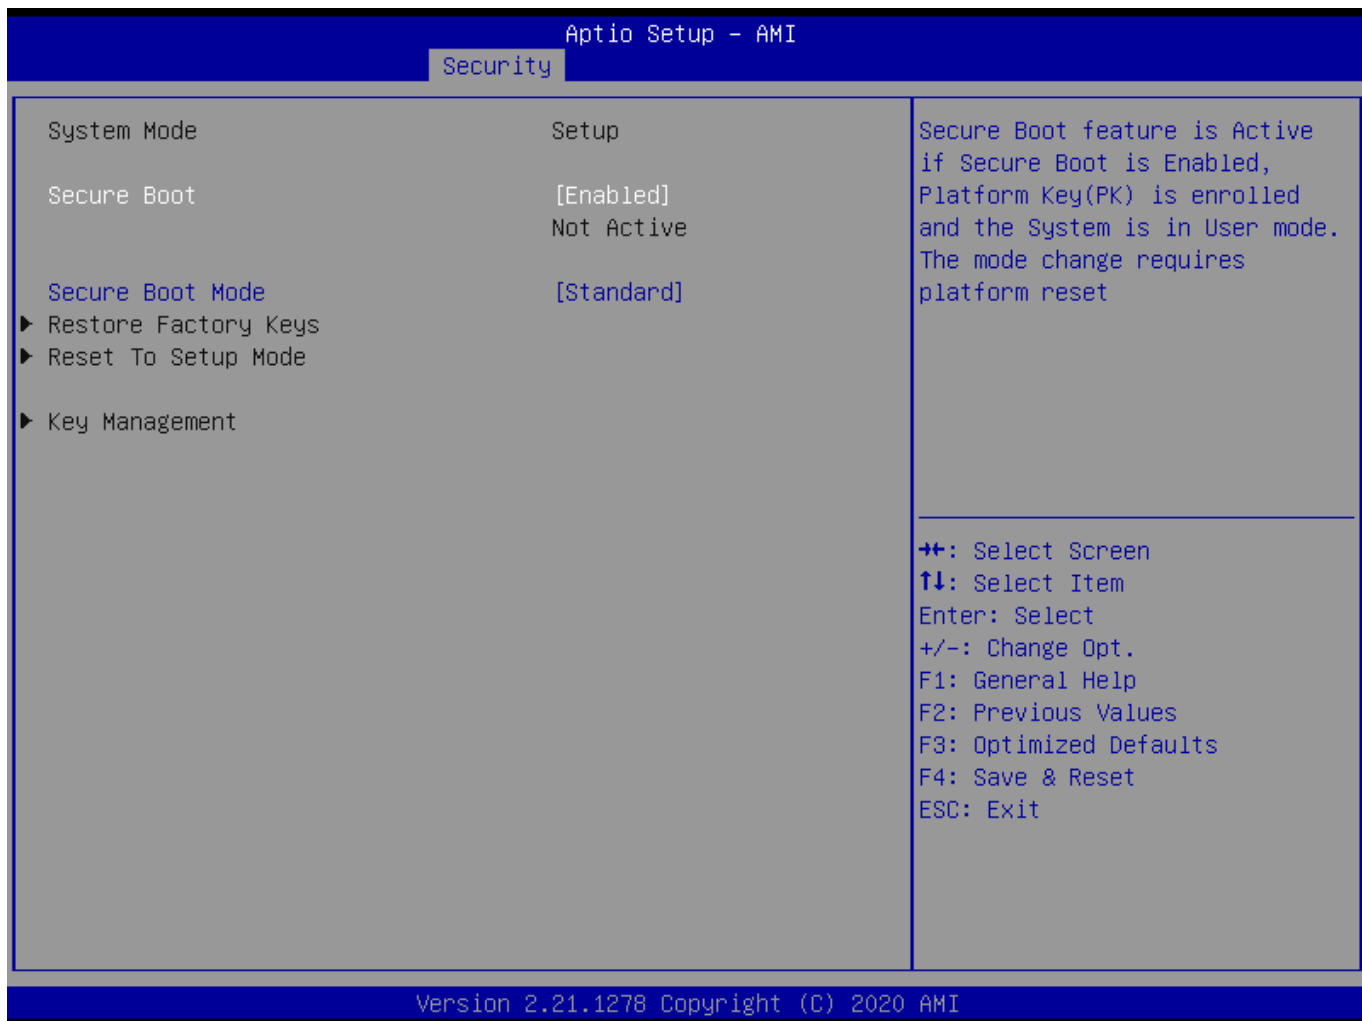 Aptio Setup – AMI
Security
System Mode Setup
Secure Boot [Enabled]
Not Active
Secure Boot Mode [Standard]
▶ Restore Factory Keys
▶ Reset To Setup Mode
▶ Key Management
Secure Boot feature is Active
if Secure Boot is Enabled,
Platform Key(PK) is enrolled
and the System is in User mode.
The mode change requires
platform reset
→←: Select Screen
↑↓: Select Item
Enter: Select
+/-: Change Opt.
F1: General Help
F2: Previous Values
F3: Optimized Defaults
F4: Save & Reset
ESC: Exit
Version 2.21.1278 Copyright (C) 2020 AMI